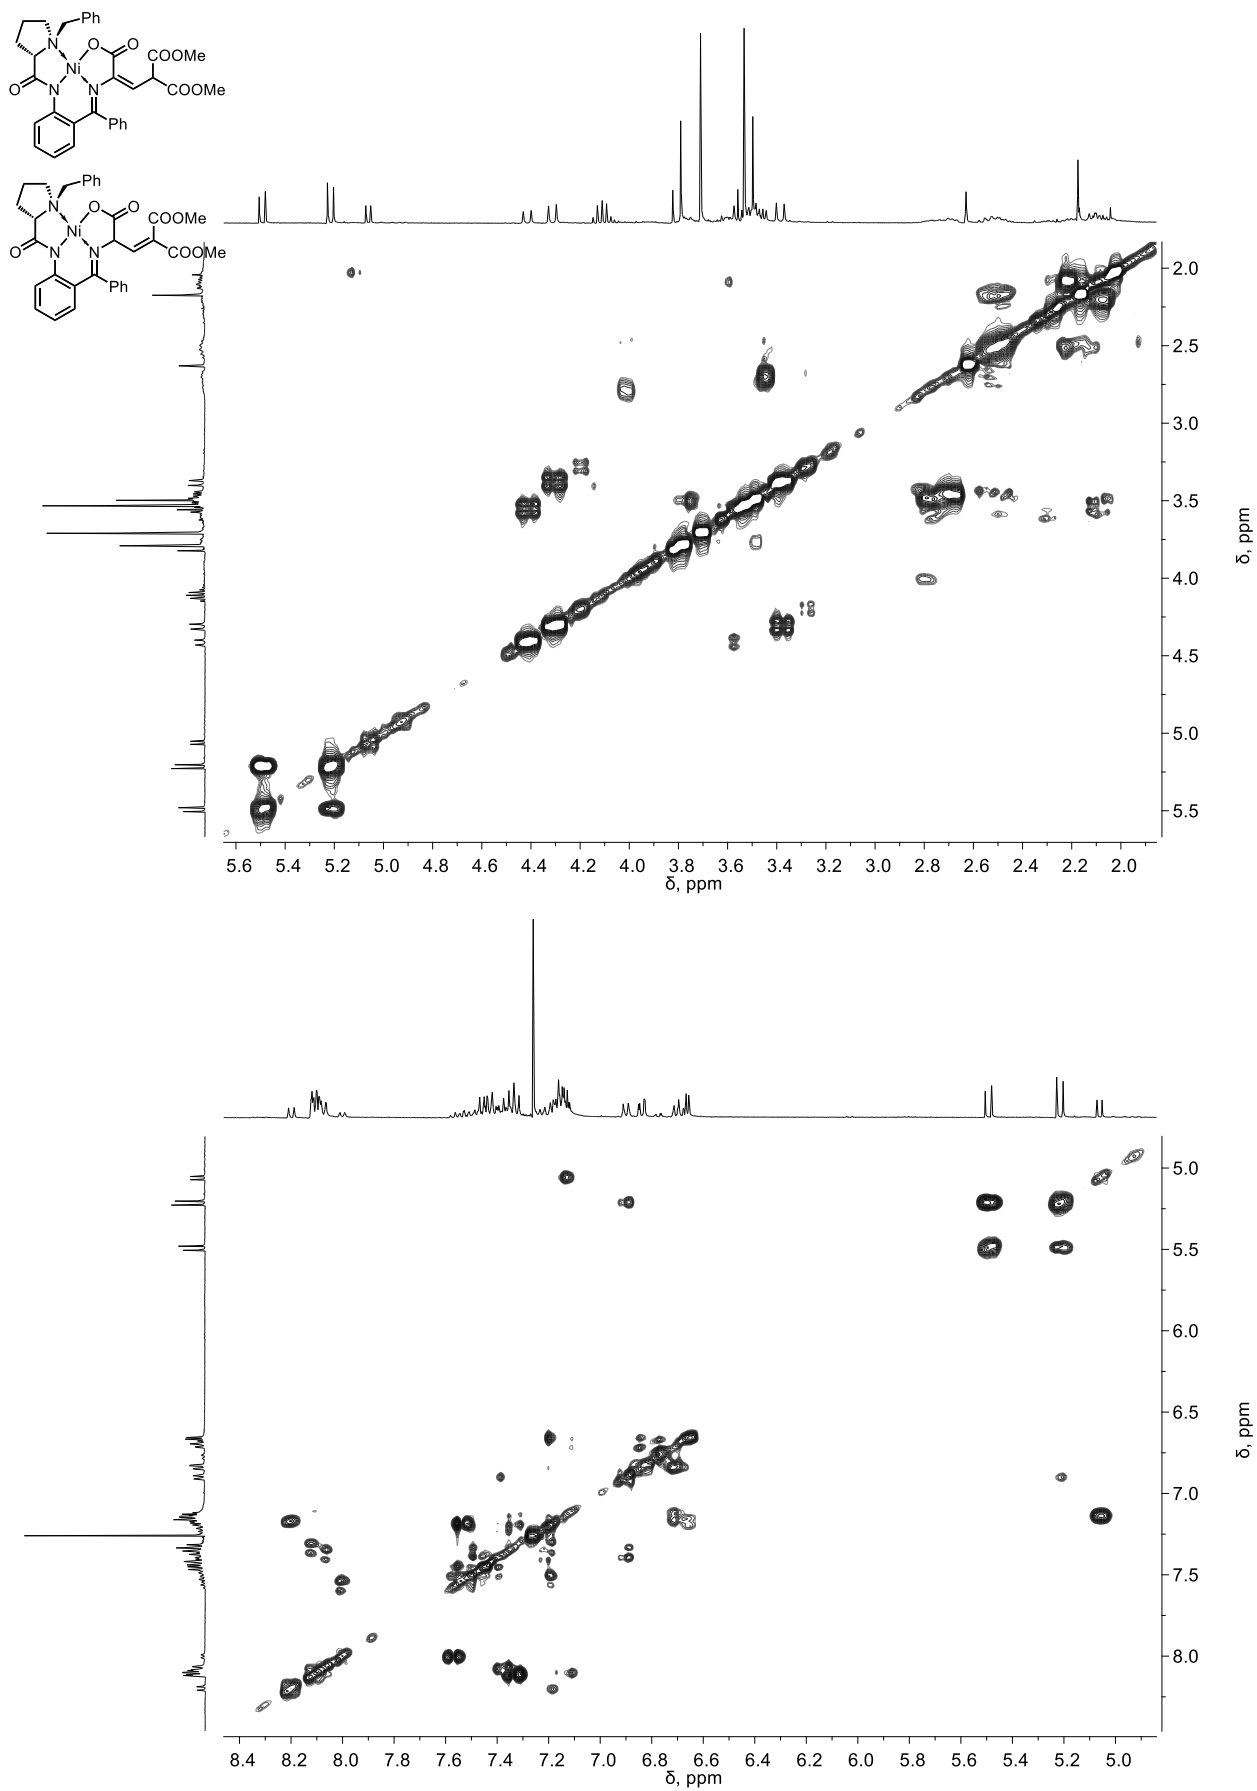 Ph
N
O
O
COOMe
Ni
O
N
N
COOMe
Ph
Ph
N
O
O
COOMe
Ni
O
N
N
COOMe
Ph
2.0
2.5
3.0
3.5
4.0
4.5
5.0
5.5
δ, ppm
5.6 5.4 5.2 5.0 4.8 4.6 4.4 4.2 4.0 3.8 3.6 3.4 3.2 3.0 2.8 2.6 2.4 2.2 2.0
δ, ppm
5.0
5.5
6.0
6.5
7.0
7.5
8.0
δ, ppm
8.4 8.2 8.0 7.8 7.6 7.4 7.2 7.0 6.8 6.6 6.4 6.2 6.0 5.8 5.6 5.4 5.2 5.0
δ, ppm